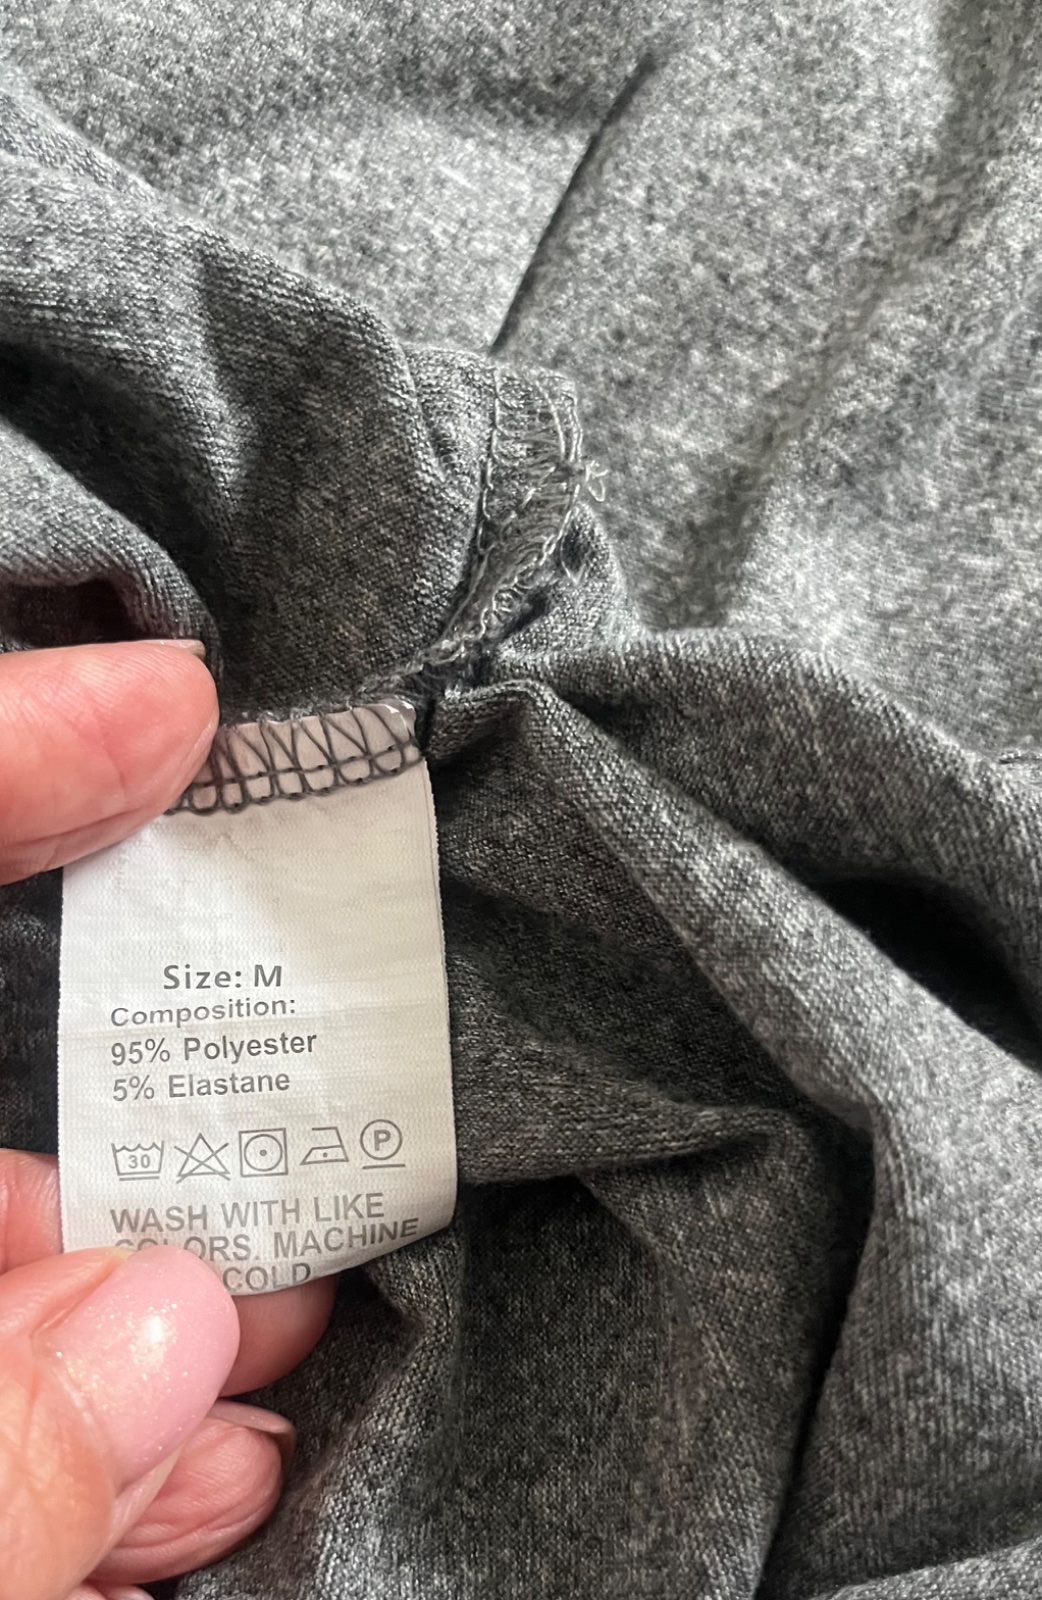 Size: M
Composition:
95% Polyester
5% Elastane
30 P
WASH WITH LIKE
COLORS. MACHINE
COLD